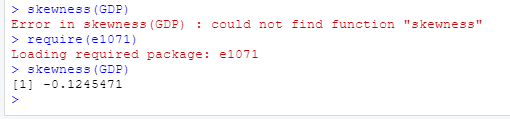 > skewness(GDP)
Error in skewness(GDP) : could not find function "skewness"
> require(e1071)
Loading required package: e1071
> skewness(GDP)
[1] -0.1245471
>